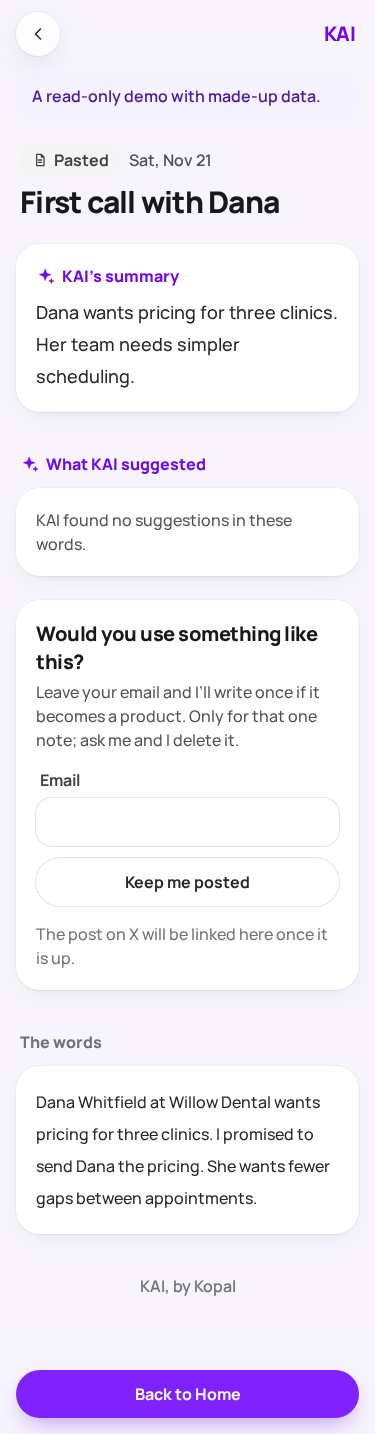 KAI
A read-only demo with made-up data.
Pasted Sat, Nov 21
First call with Dana
KAI's summary
Dana wants pricing for three clinics.
Her team needs simpler
scheduling.
What KAI suggested
KAI found no suggestions in these
words.
Would you use something like
this?
Leave your email and I'll write once if it
becomes a product. Only for that one
note; ask me and I delete it.
Email
Keep me posted
The post on X will be linked here once it
is up.
The words
Dana Whitfield at Willow Dental wants
pricing for three clinics. I promised to
send Dana the pricing. She wants fewer
gaps between appointments.
KAI, by Kopal
Back to Home